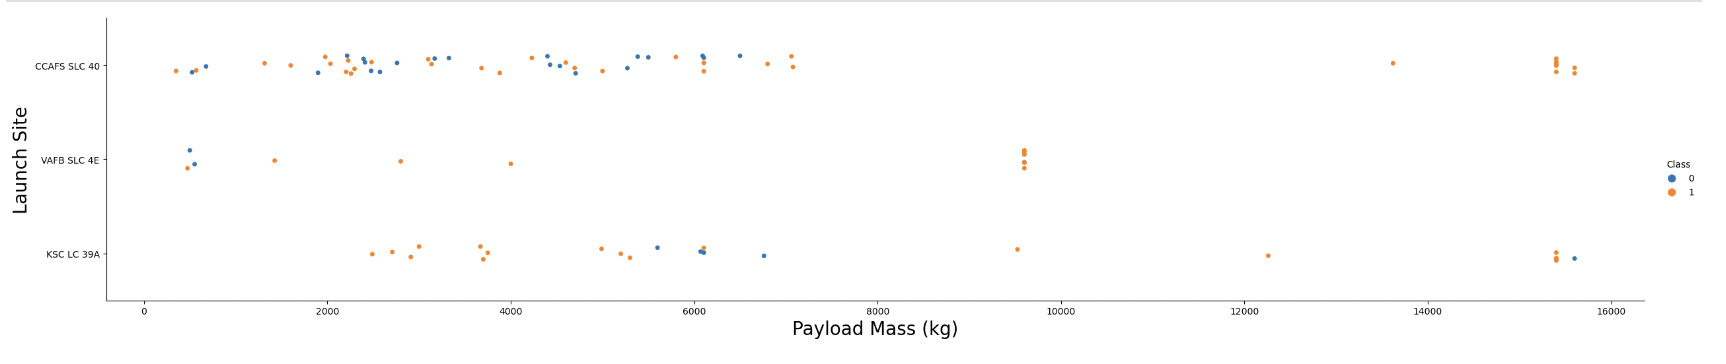 Launch Site
CCAFS SLC 40
VAFB SLC 4E
KSC LC 39A
0 2000 4000 6000 8000 10000 12000 14000 16000
Payload Mass (kg)
Class
0
1